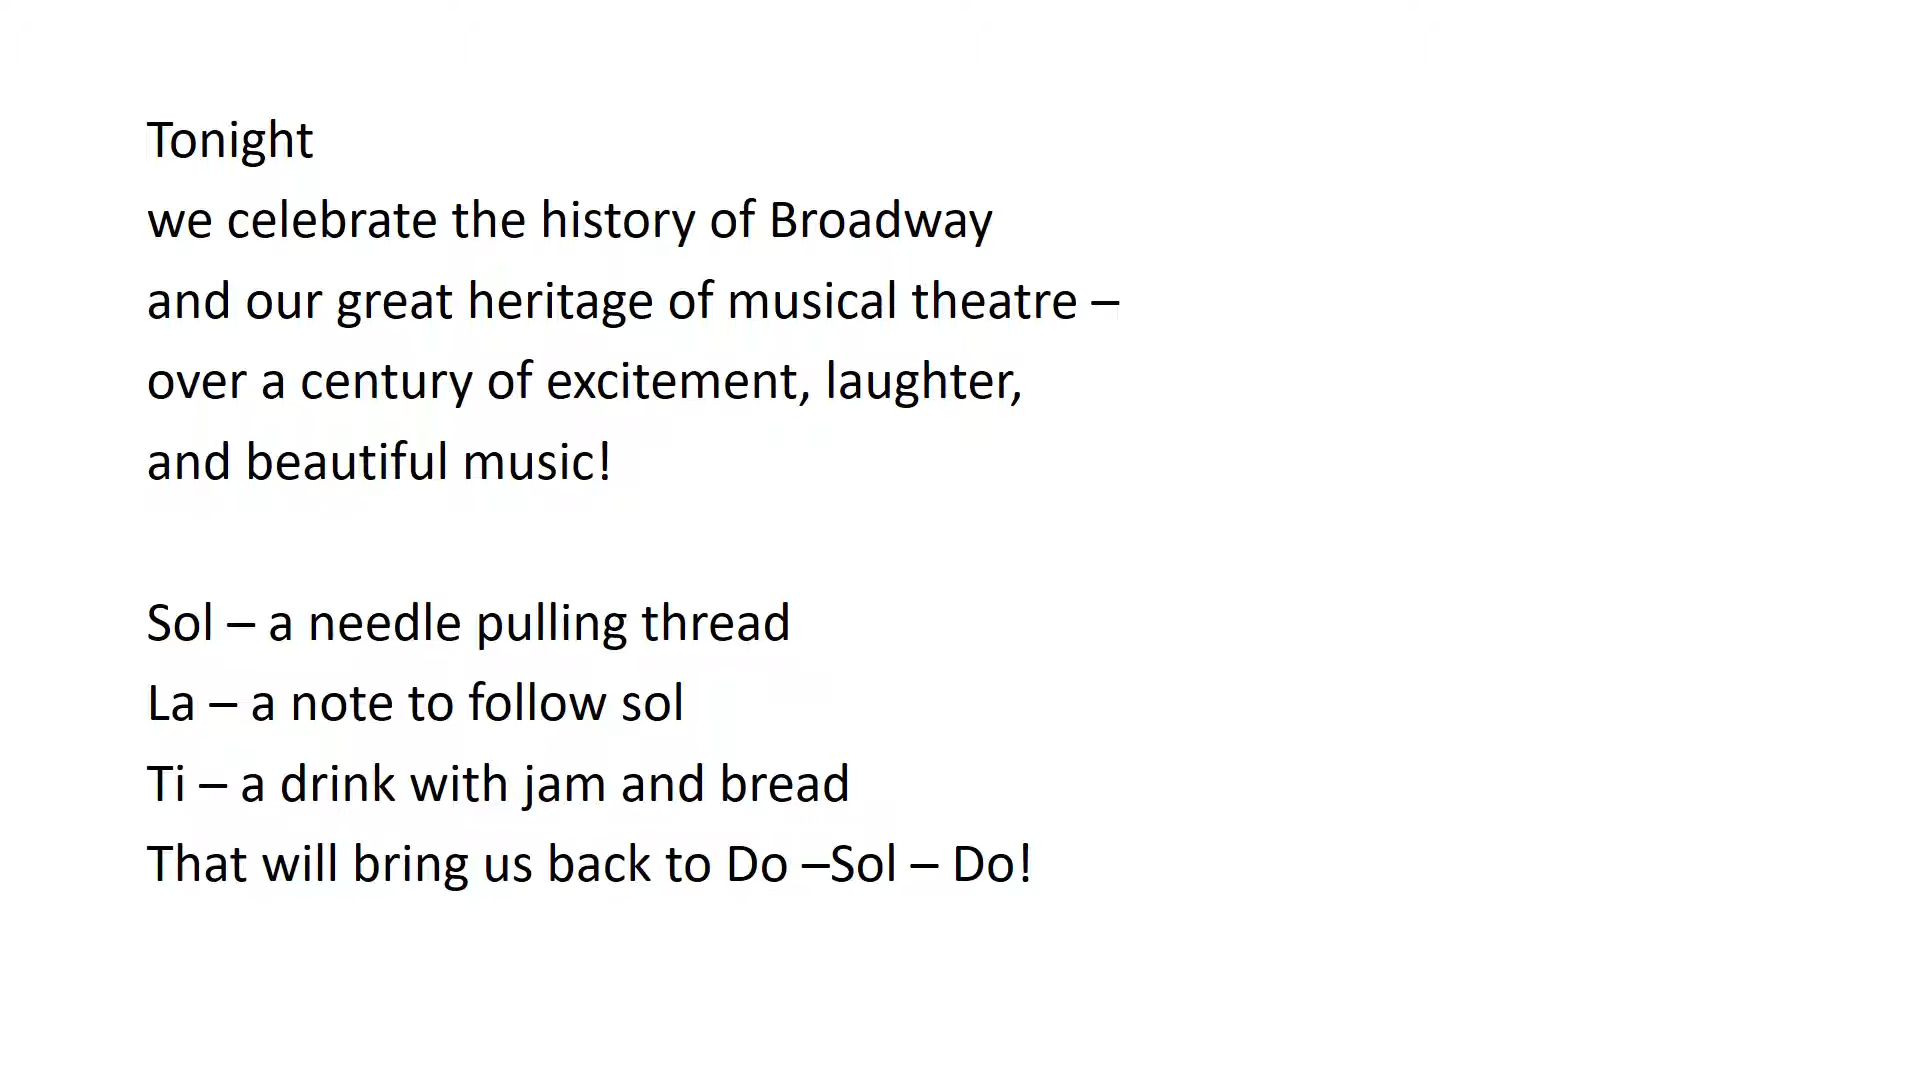 Tonight
we celebrate the history of Broadway
and our great heritage of musical theatre –
over a century of excitement, laughter,
and beautiful music!
Sol – a needle pulling thread
La – a note to follow sol
Ti – a drink with jam and bread
That will bring us back to Do –Sol – Do!